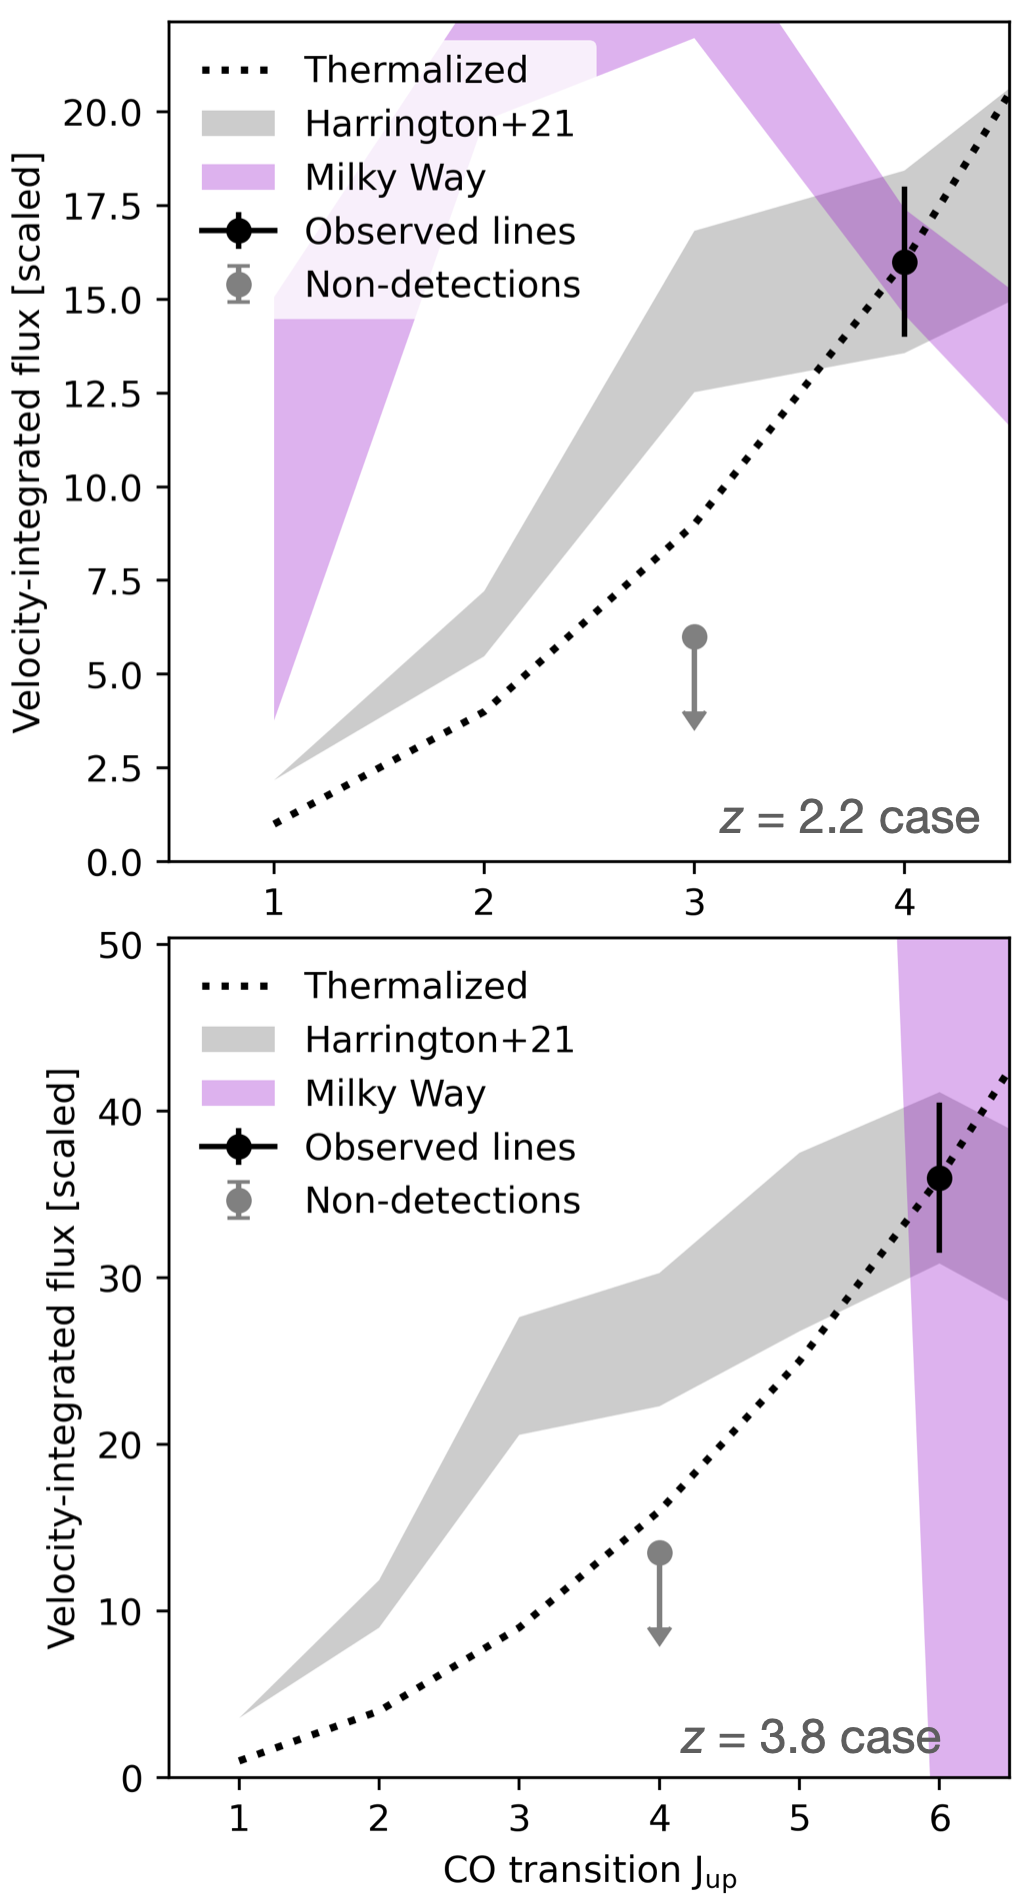 Velocity-integrated flux [scaled]
20.0
17.5
15.0
12.5
10.0
7.5
5.0
2.5
0.0
Thermalized
Harrington+21
Milky Way
Observed lines
Non-detections
z = 2.2 case
1 2 3 4
Velocity-integrated flux [scaled]
50
40
30
20
10
0
Thermalized
Harrington+21
Milky Way
Observed lines
Non-detections
z = 3.8 case
1 2 3 4 5 6
CO transition Jup